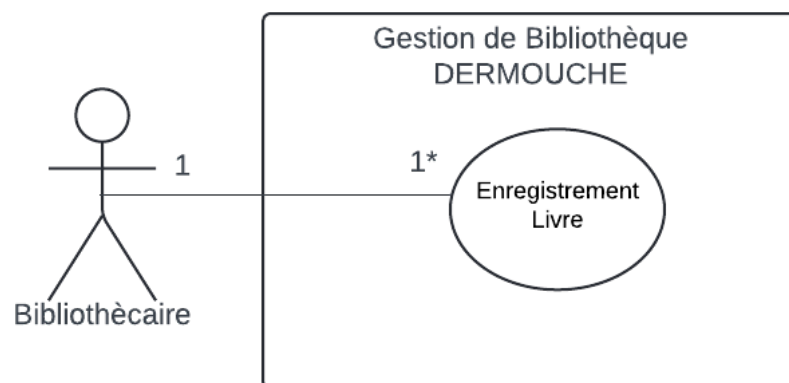 Gestion de Bibliothèque
DERMOUCHE
1
1*
Enregistrement
Livre
Bibliothècaire